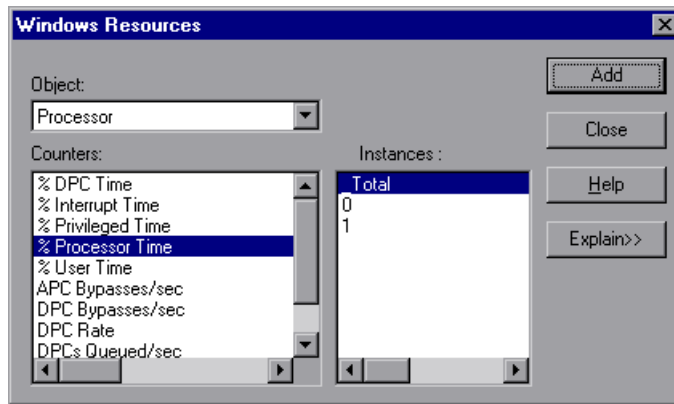 Windows Resources
Object:
Processor
Counters:
% DPC Time
% Interrupt Time
% Privileged Time
% Processor Time
% User Time
APC Bypasses/sec
DPC Bypasses/sec
DPC Rate
DPCs Queued/sec
Instances :
_Total
0
1
Add
Close
Help
Explain>>